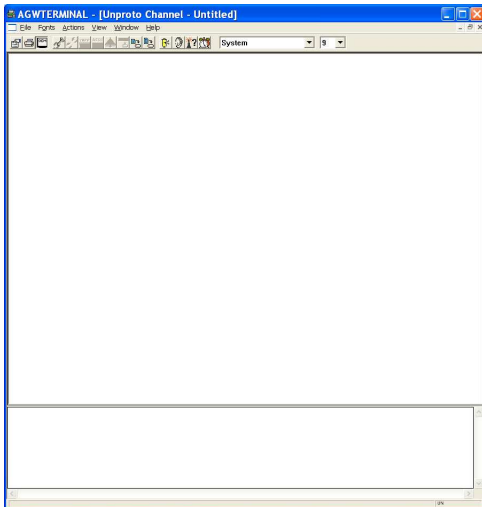 AGWTERMINAL - [Unproto Channel - Untitled]
File Fonts Actions View Window Help
System 9